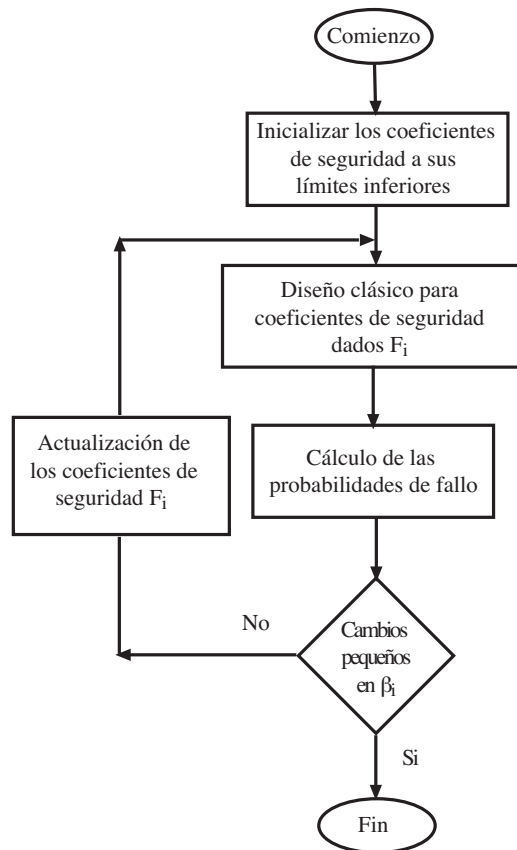 Comienzo
Inicializar los coeficientes
de seguridad a sus
límites inferiores
Diseño clásico para
coeficientes de seguridad
dados Fi
Actualización de
los coeficientes de
seguridad Fi
Cálculo de las
probabilidades de fallo
No
Cambios
pequeños
en βi
Si
Fin